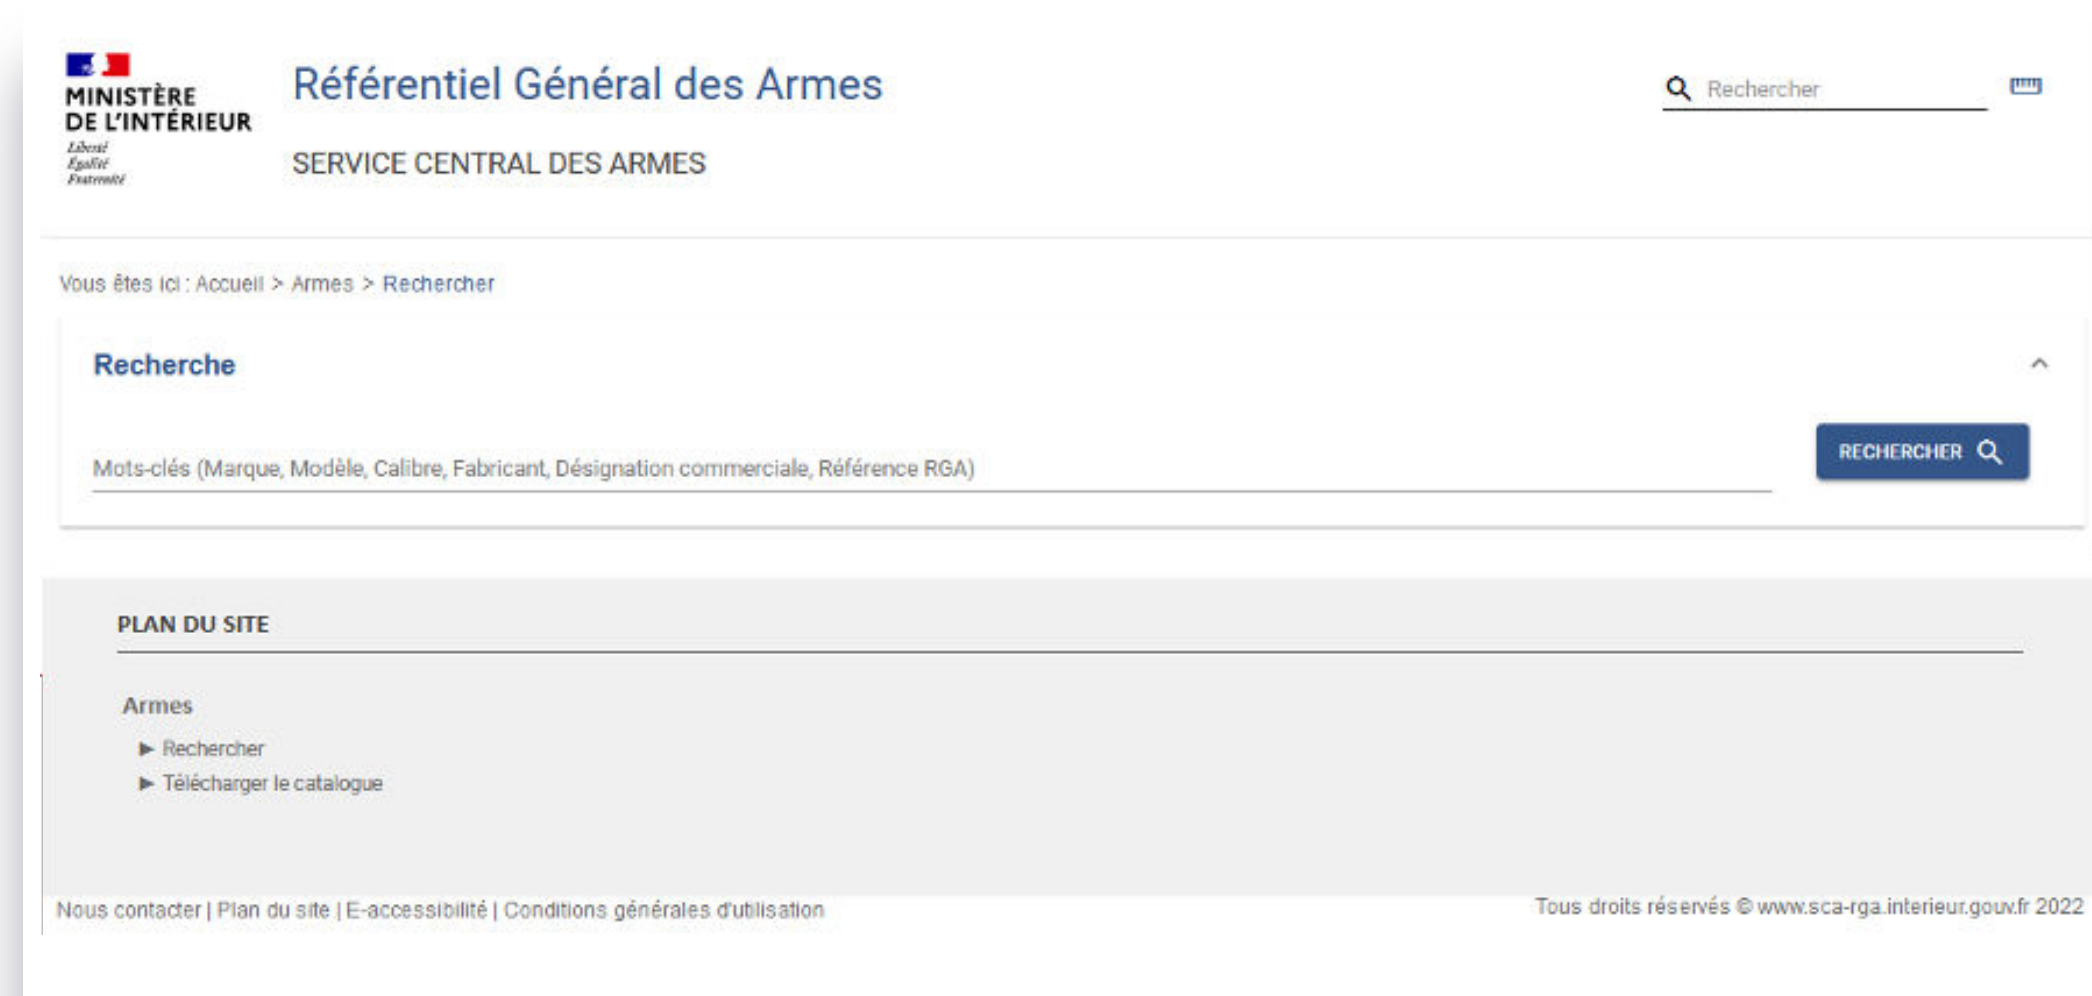 MINISTÈRE
DE L'INTÉRIEUR
Liberté
Égalité
Fraternité
Référentiel Général des Armes
SERVICE CENTRAL DES ARMES
Rechercher
Vous êtes ici : Accueil > Armes > Rechercher
Recherche
Mots-clés (Marque, Modèle, Calibre, Fabricant, Désignation commerciale, Référence RGA)
RECHERCHER
PLAN DU SITE
Armes
► Rechercher
► Télécharger le catalogue
Nous contacter | Plan du site | E-accessibilité | Conditions générales d'utilisation
Tous droits réservés © www.sca-rga.interieur.gouv.fr 2022